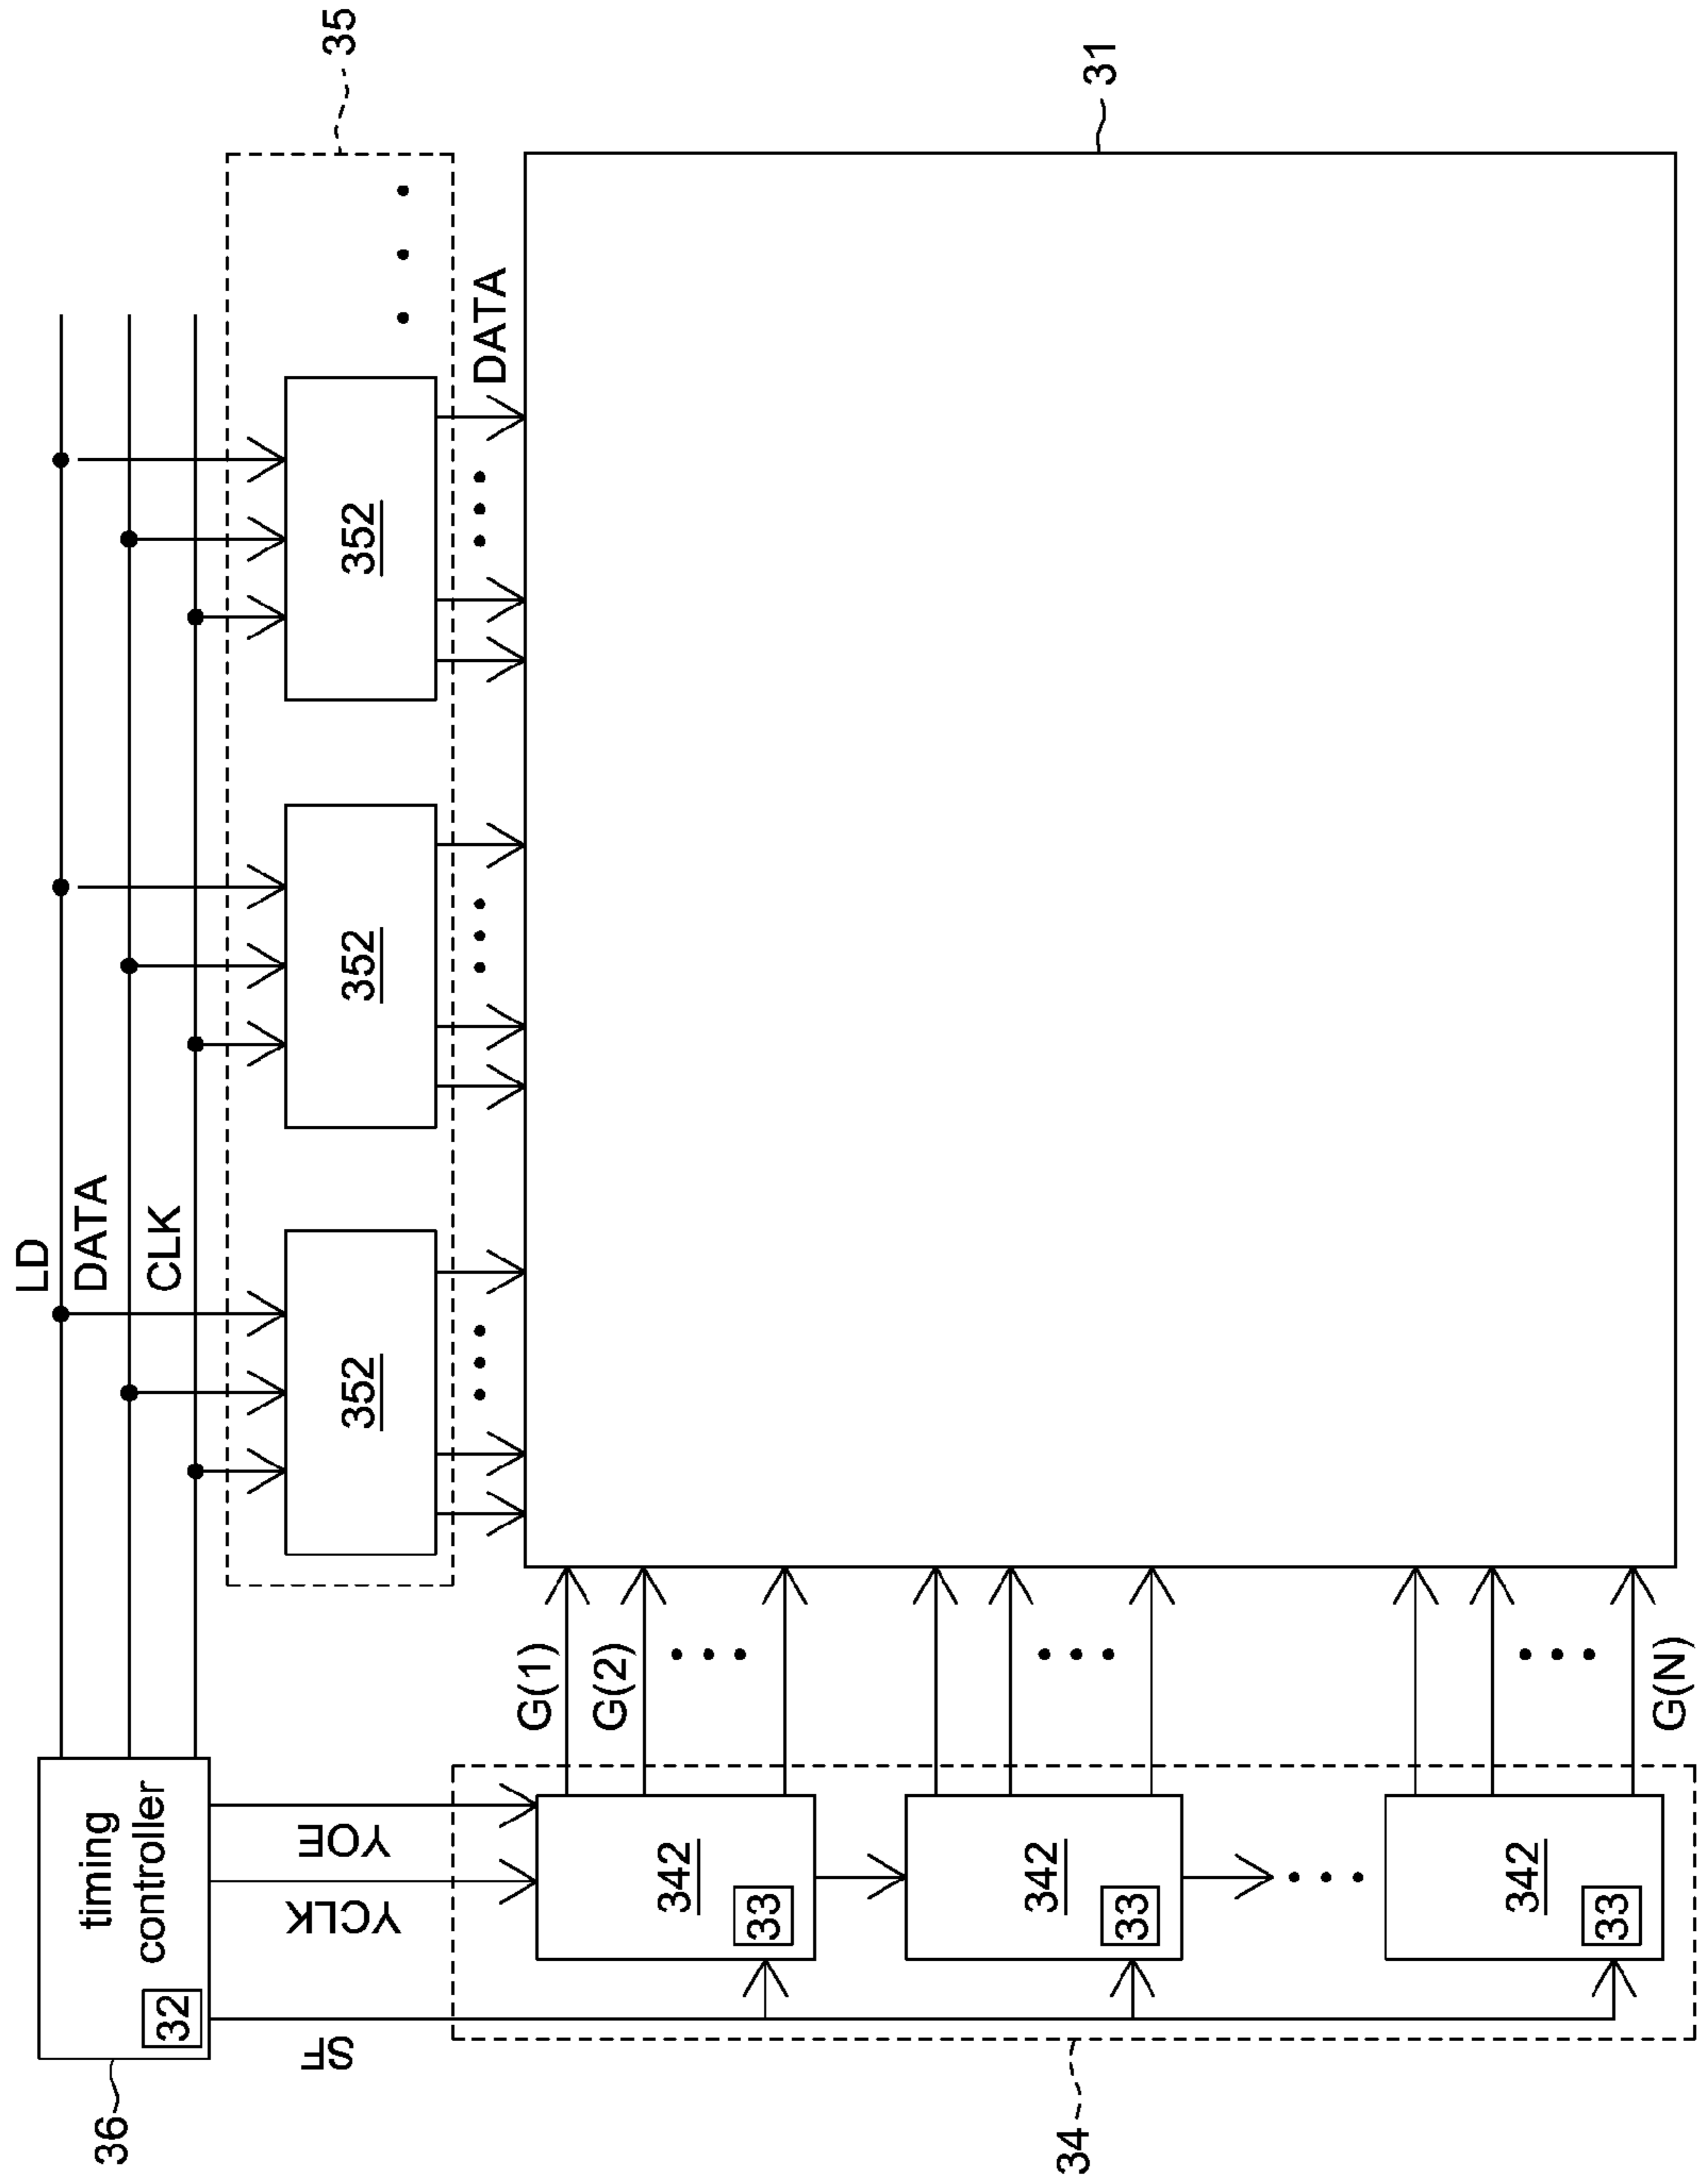 36
timing
controller
32
LD
DATA
CLK
YOE
YCLK
SF
35
352
352
352
DATA
34
342
33
342
33
342
33
G(1)
G(2)
G(N)
31